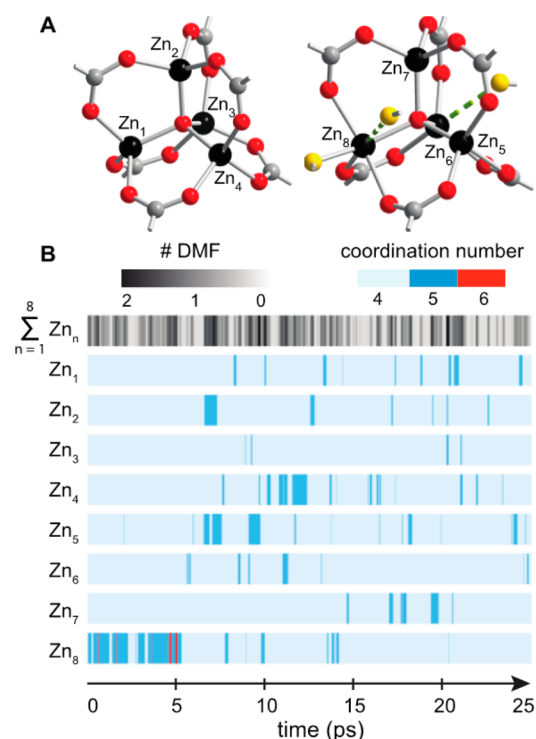 A
Zn2
Zn7
Zn1
Zn3
Zn8
Zn5
Zn4
Zn6
B
# DMF
coordination number
2 1 0
4 5 6
8
∑ Znn
n = 1
Zn1
Zn2
Zn3
Zn4
Zn5
Zn6
Zn7
Zn8
0 5 10 15 20 25
time (ps)